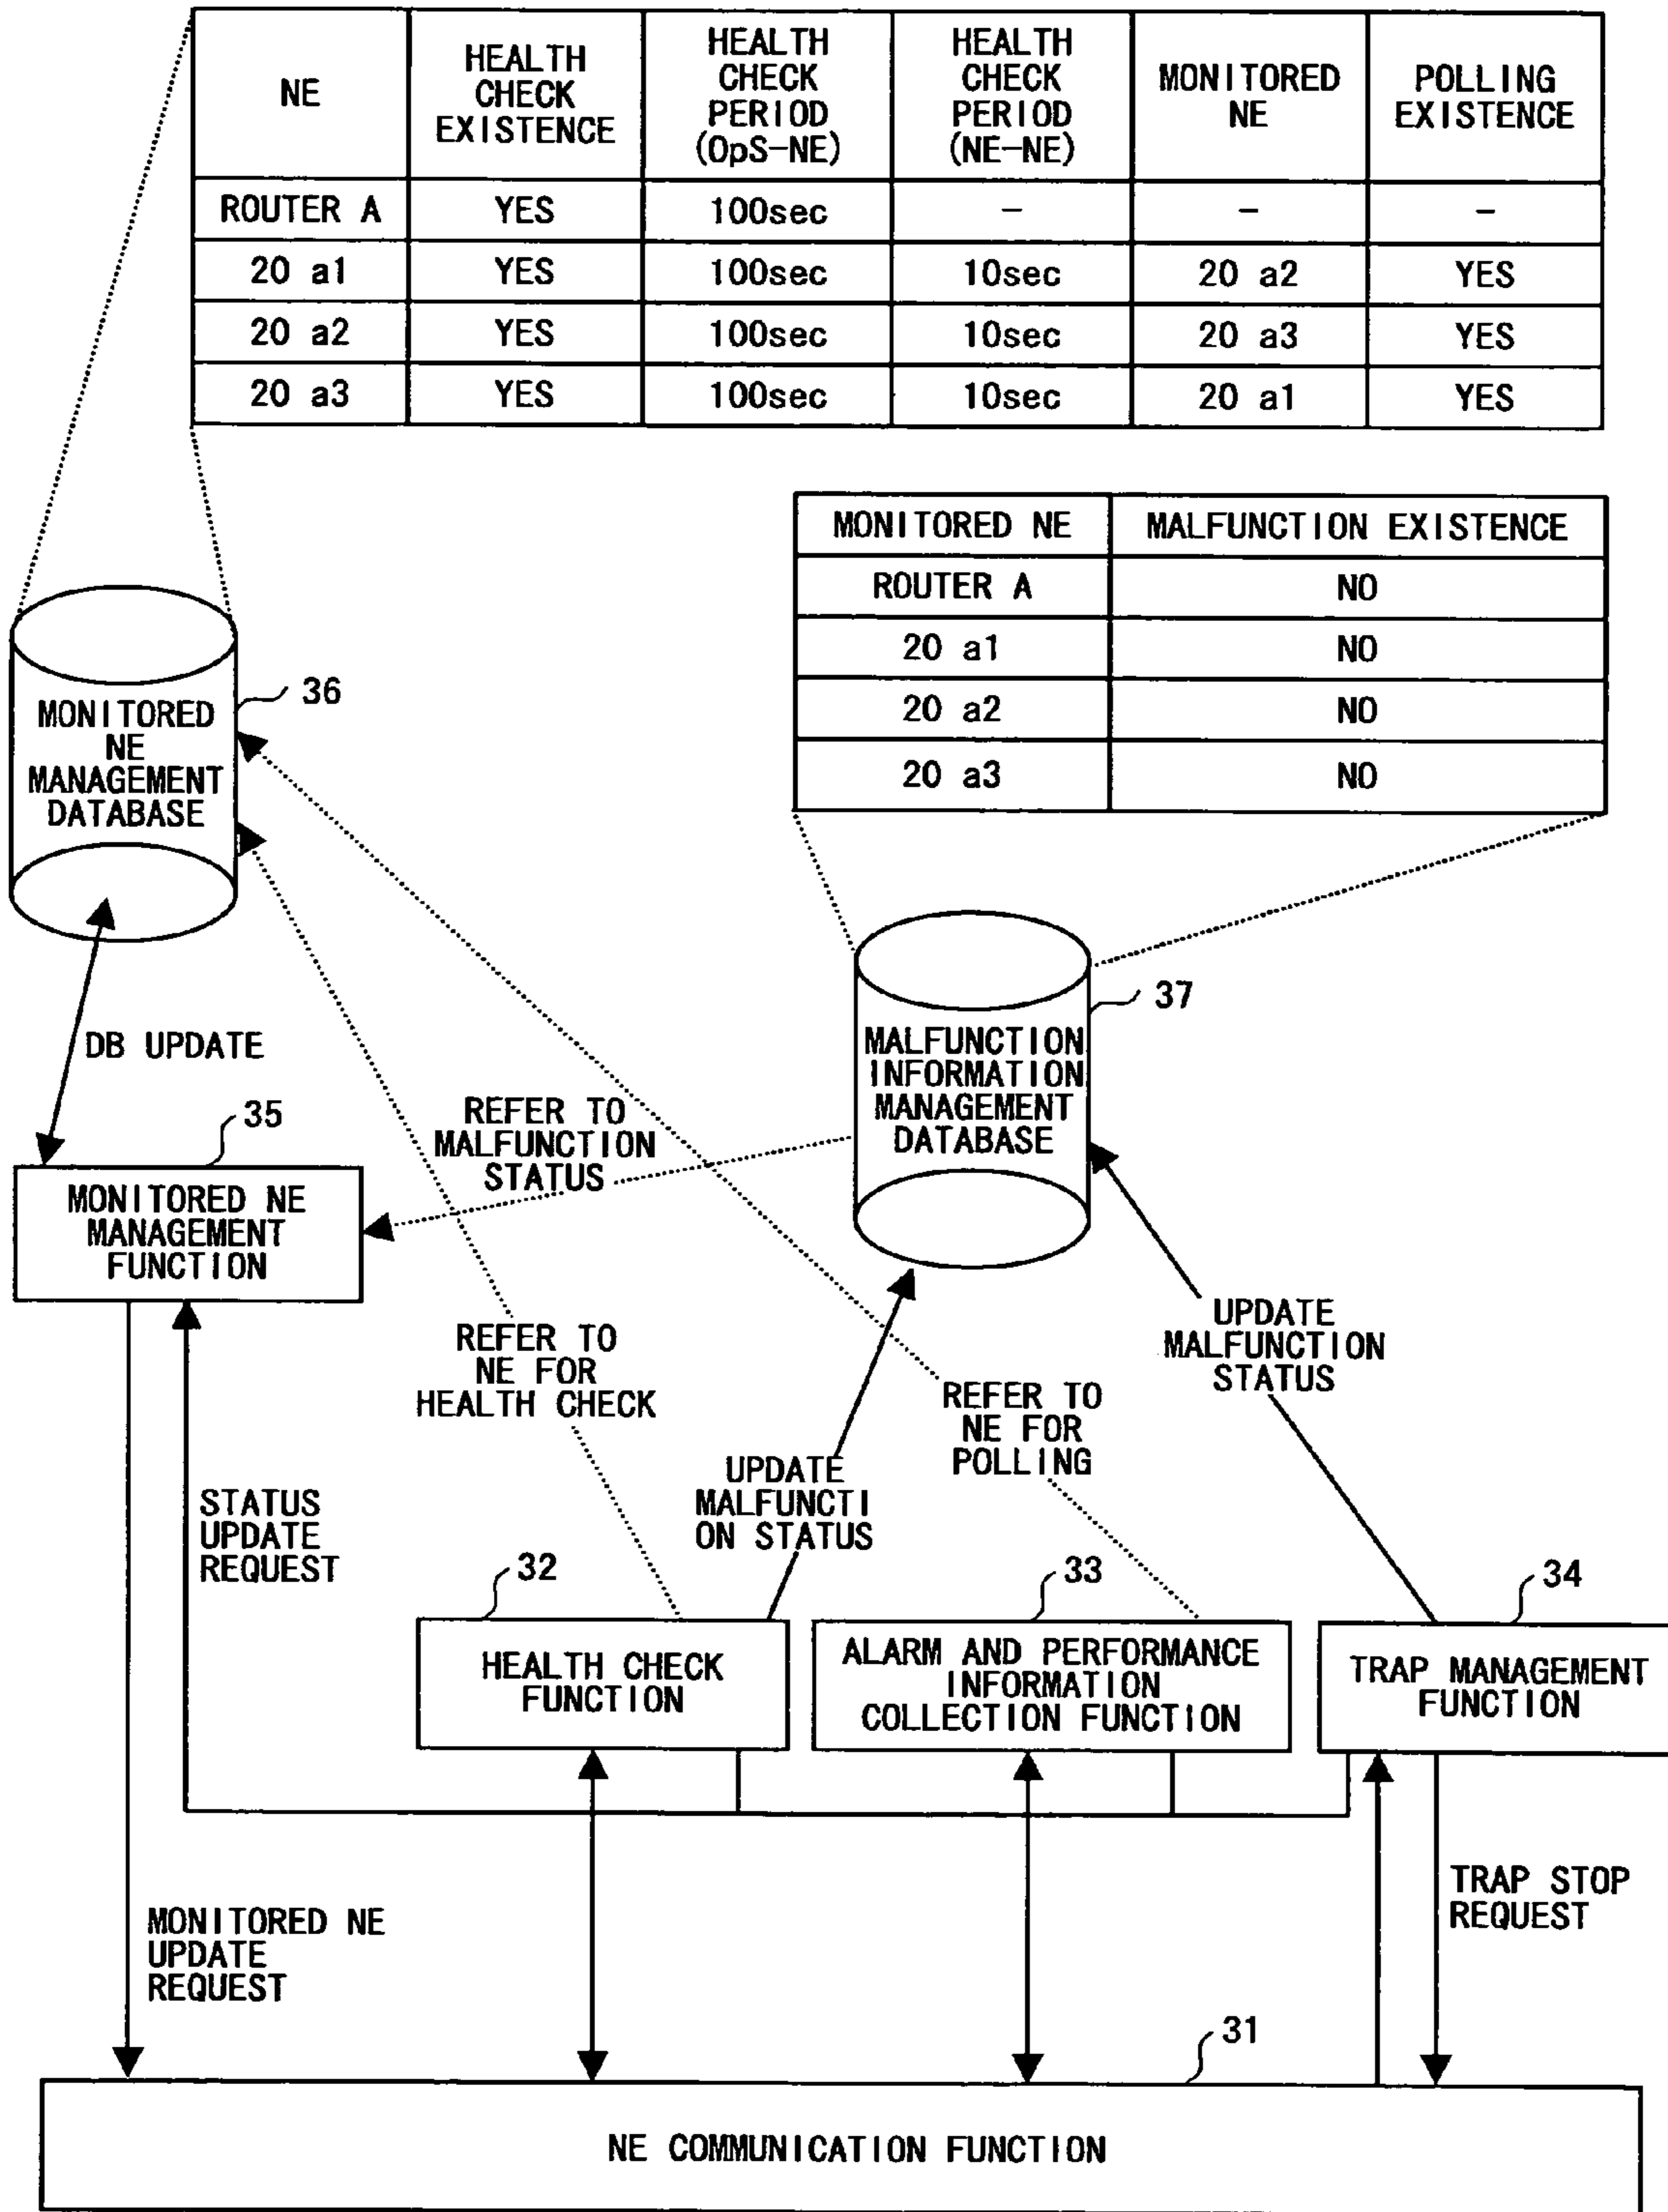 NE
HEALTH
CHECK
EXISTENCE
HEALTH
CHECK
PERIOD
(OpS-NE)
HEALTH
CHECK
PERIOD
(NE-NE)
MONITORED
NE
POLLING
EXISTENCE
ROUTER A YES 100sec - - -
20 a1 YES 100sec 10sec 20 a2 YES
20 a2 YES 100sec 10sec 20 a3 YES
20 a3 YES 100sec 10sec 20 a1 YES
MONITORED NE MALFUNCTION EXISTENCE
ROUTER A NO
20 a1 NO
20 a2 NO
20 a3 NO
36
MONITORED
NE
MANAGEMENT
DATABASE
37
MALFUNCTION
INFORMATION
MANAGEMENT
DATABASE
DB UPDATE
35
REFER TO
MALFUNCTION
STATUS
MONITORED NE
MANAGEMENT
FUNCTION
REFER TO
NE FOR
HEALTH CHECK
UPDATE
MALFUNCTION
STATUS
REFER TO
NE FOR
POLLING
UPDATE
MALFUNCTI
ON STATUS
STATUS
UPDATE
REQUEST
32
HEALTH CHECK
FUNCTION
33
ALARM AND PERFORMANCE
INFORMATION
COLLECTION FUNCTION
34
TRAP MANAGEMENT
FUNCTION
TRAP STOP
REQUEST
MONITORED NE
UPDATE
REQUEST
31
NE COMMUNICATION FUNCTION